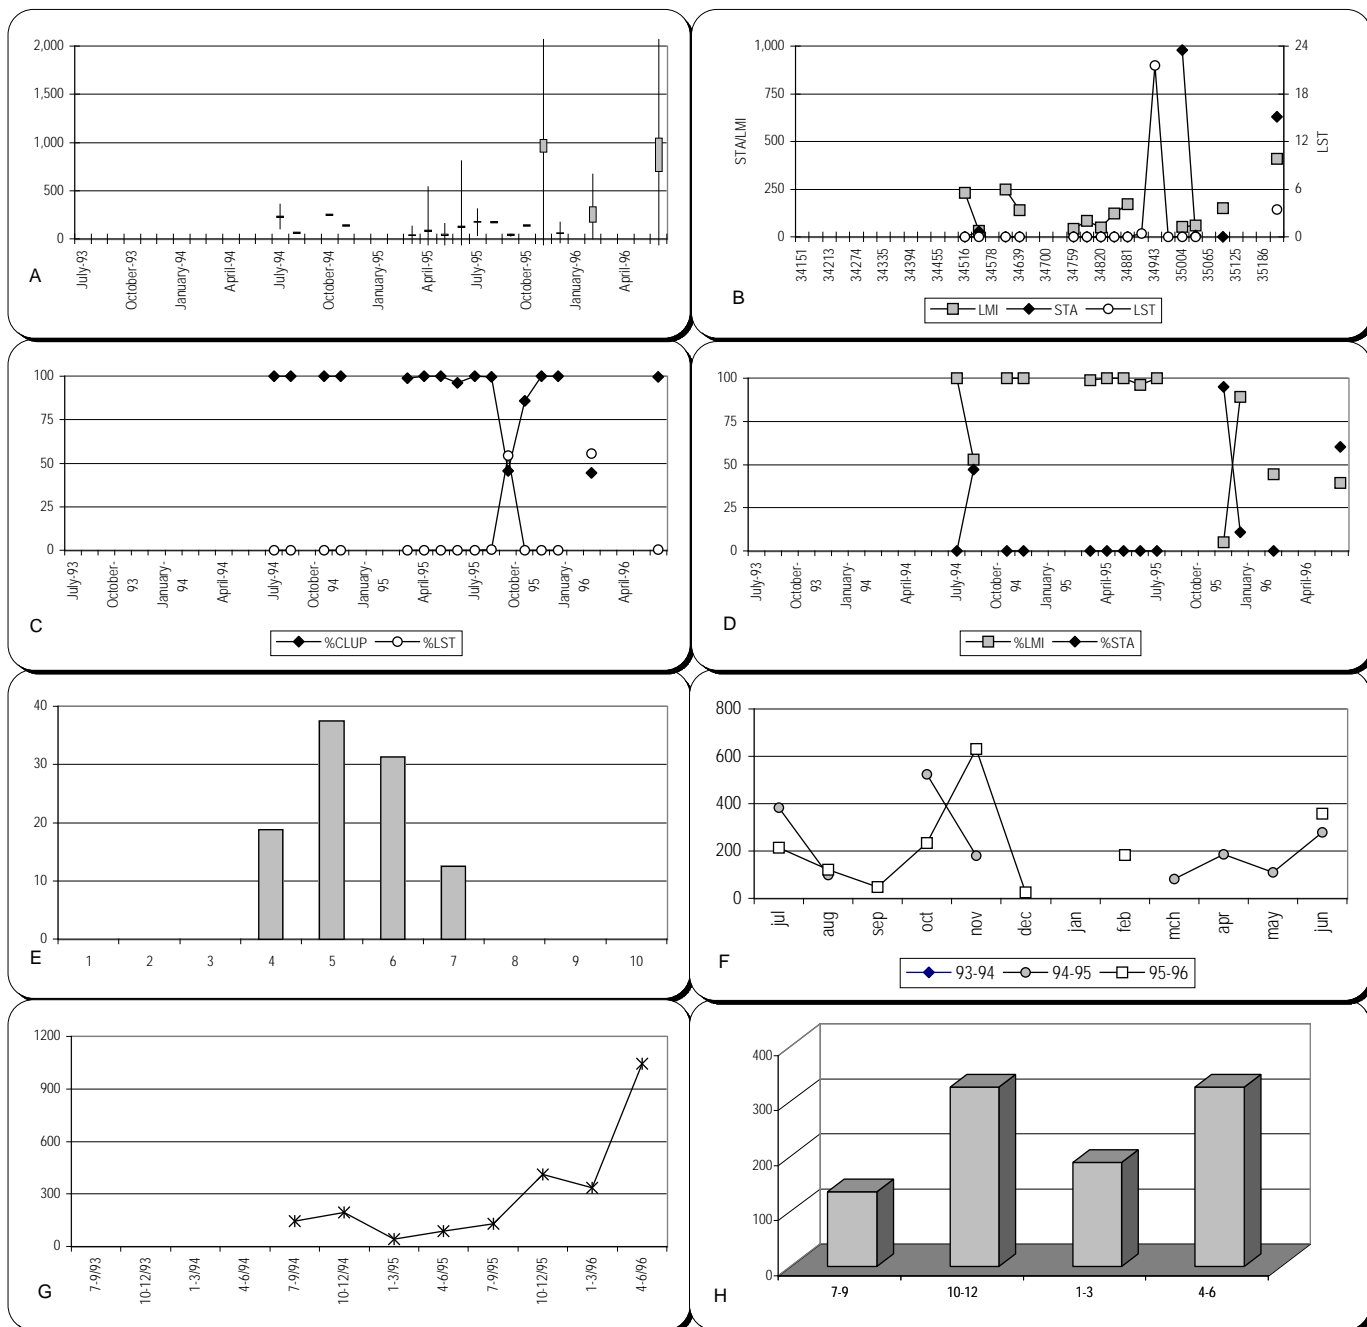 2,000
1,500
1,000
500
0
July-93
October-93
January-94
April-94
July-94
October-94
January-95
April-95
July-95
October-95
January-96
April-96
A
1,000
750
500
250
0
STA/LMI
24
18
12
6
0
LST
34151
34213
34274
34335
34394
34455
34516
34578
34639
34700
34759
34820
34881
34943
35004
35065
35125
35186
B
LMI STA LST
100
75
50
25
0
July-93
October-93
January-94
April-94
July-94
October-94
January-95
April-95
July-95
October-95
January-96
April-96
C
%CLUP %LST
100
75
50
25
0
July-93
October-93
January-94
April-94
July-94
October-94
January-95
April-95
July-95
October-95
January-96
April-96
D
%LMI %STA
40
30
20
10
0
1 2 3 4 5 6 7 8 9 10
E
800
600
400
200
0
jul
aug
sep
oct
nov
dec
jan
feb
mch
apr
may
jun
F
93-94 94-95 95-96
1200
900
600
300
0
7-9/93
10-12/93
1-3/94
4-6/94
7-9/94
10-12/94
1-3/95
4-6/95
7-9/95
10-12/95
1-3/96
4-6/96
G
400
300
200
100
0
7-9 10-12 1-3 4-6
H